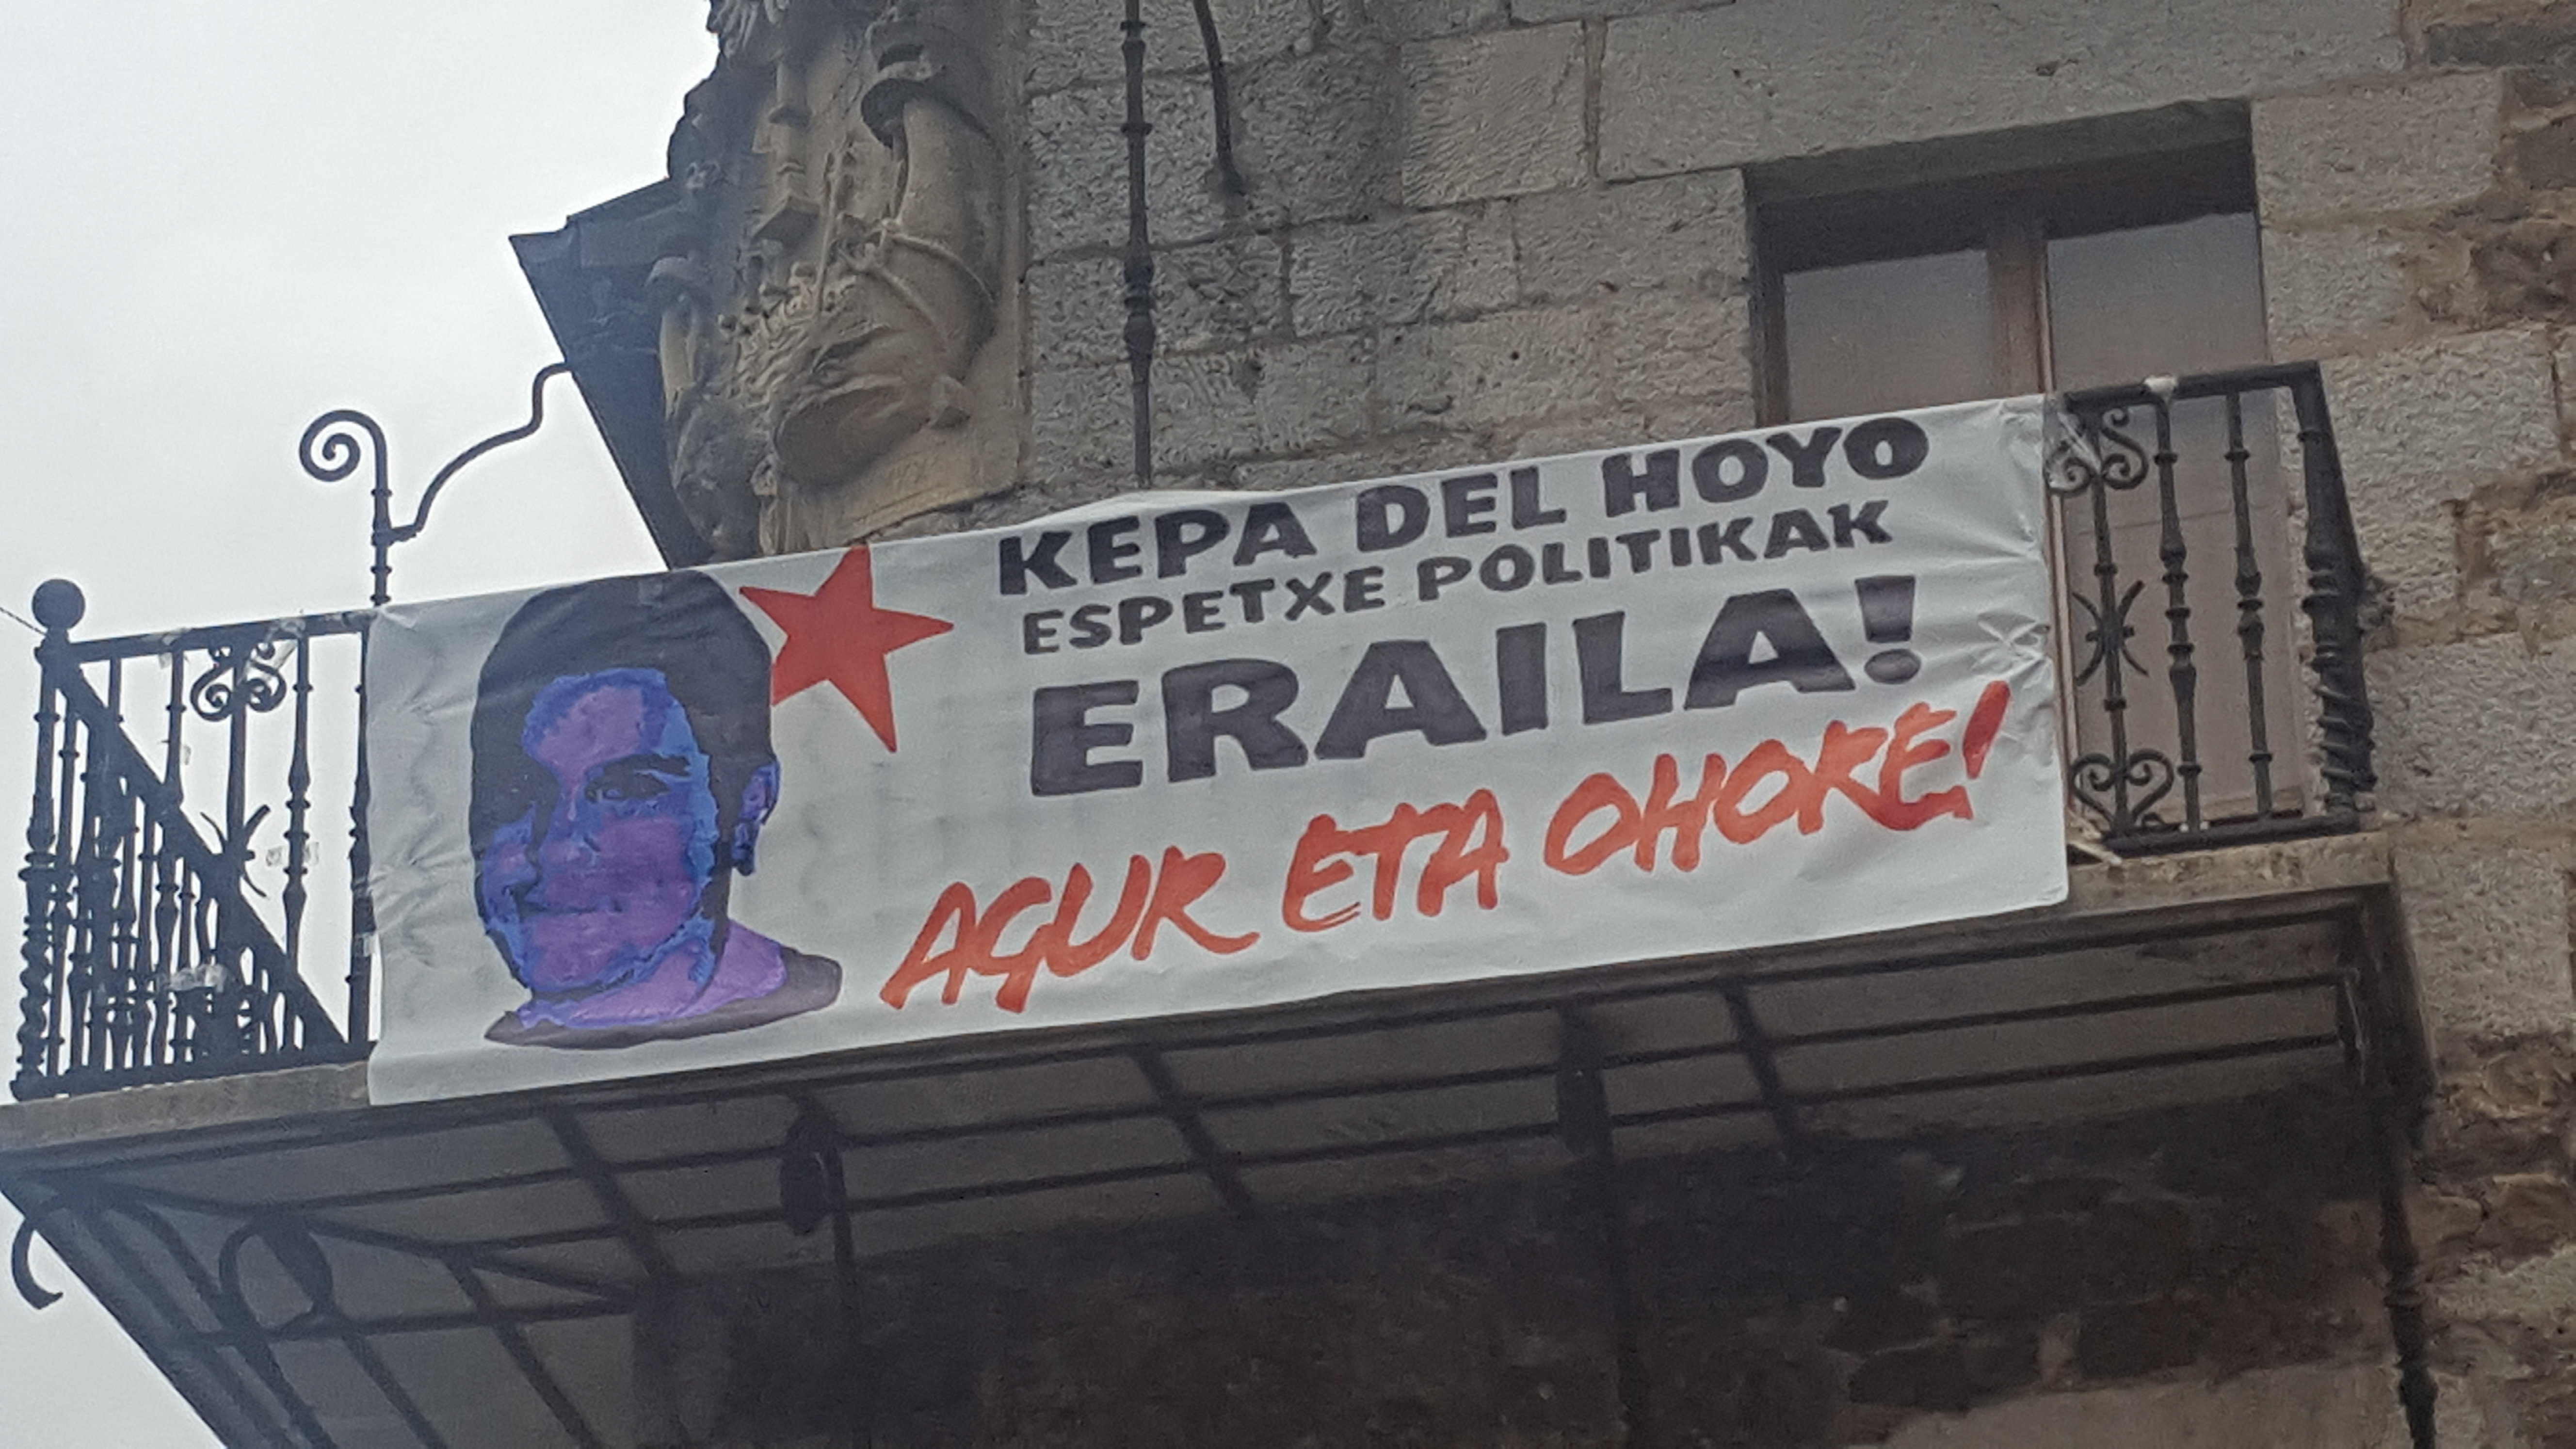 KEPA DEL HOYO
ESPETXE POLITIKAK
ERAILA!
AGUR ETA OHORE!